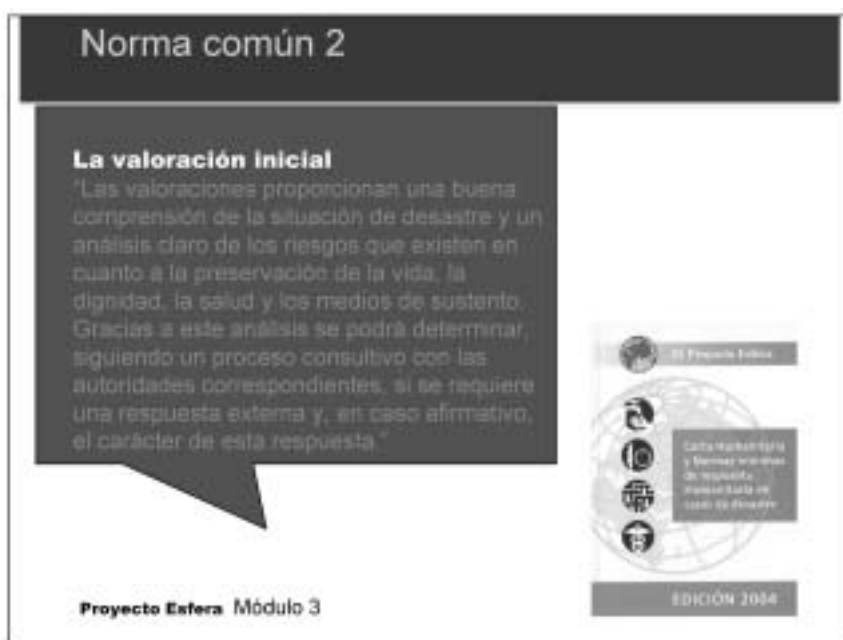 Norma común 2
La valoración inicial
"Las valoraciones proporcionan una buena
comprensión de la situación de desastre y un
análisis claro de los riesgos que existen en
cuanto a la preservación de la vida, la
dignidad, la salud y los medios de sustento.
Gracias a este análisis se podrá determinar,
siguiendo un proceso consultivo con las
autoridades correspondientes, si se requiere
una respuesta externa y, en caso afirmativo,
el carácter de esta respuesta."
El Proyecto Esfera
Carta Humanitaria
y Normas mínimas
de respuesta
humanitaria en
caso de desastre
EDICIÓN 2004
Proyecto Esfera Módulo 3